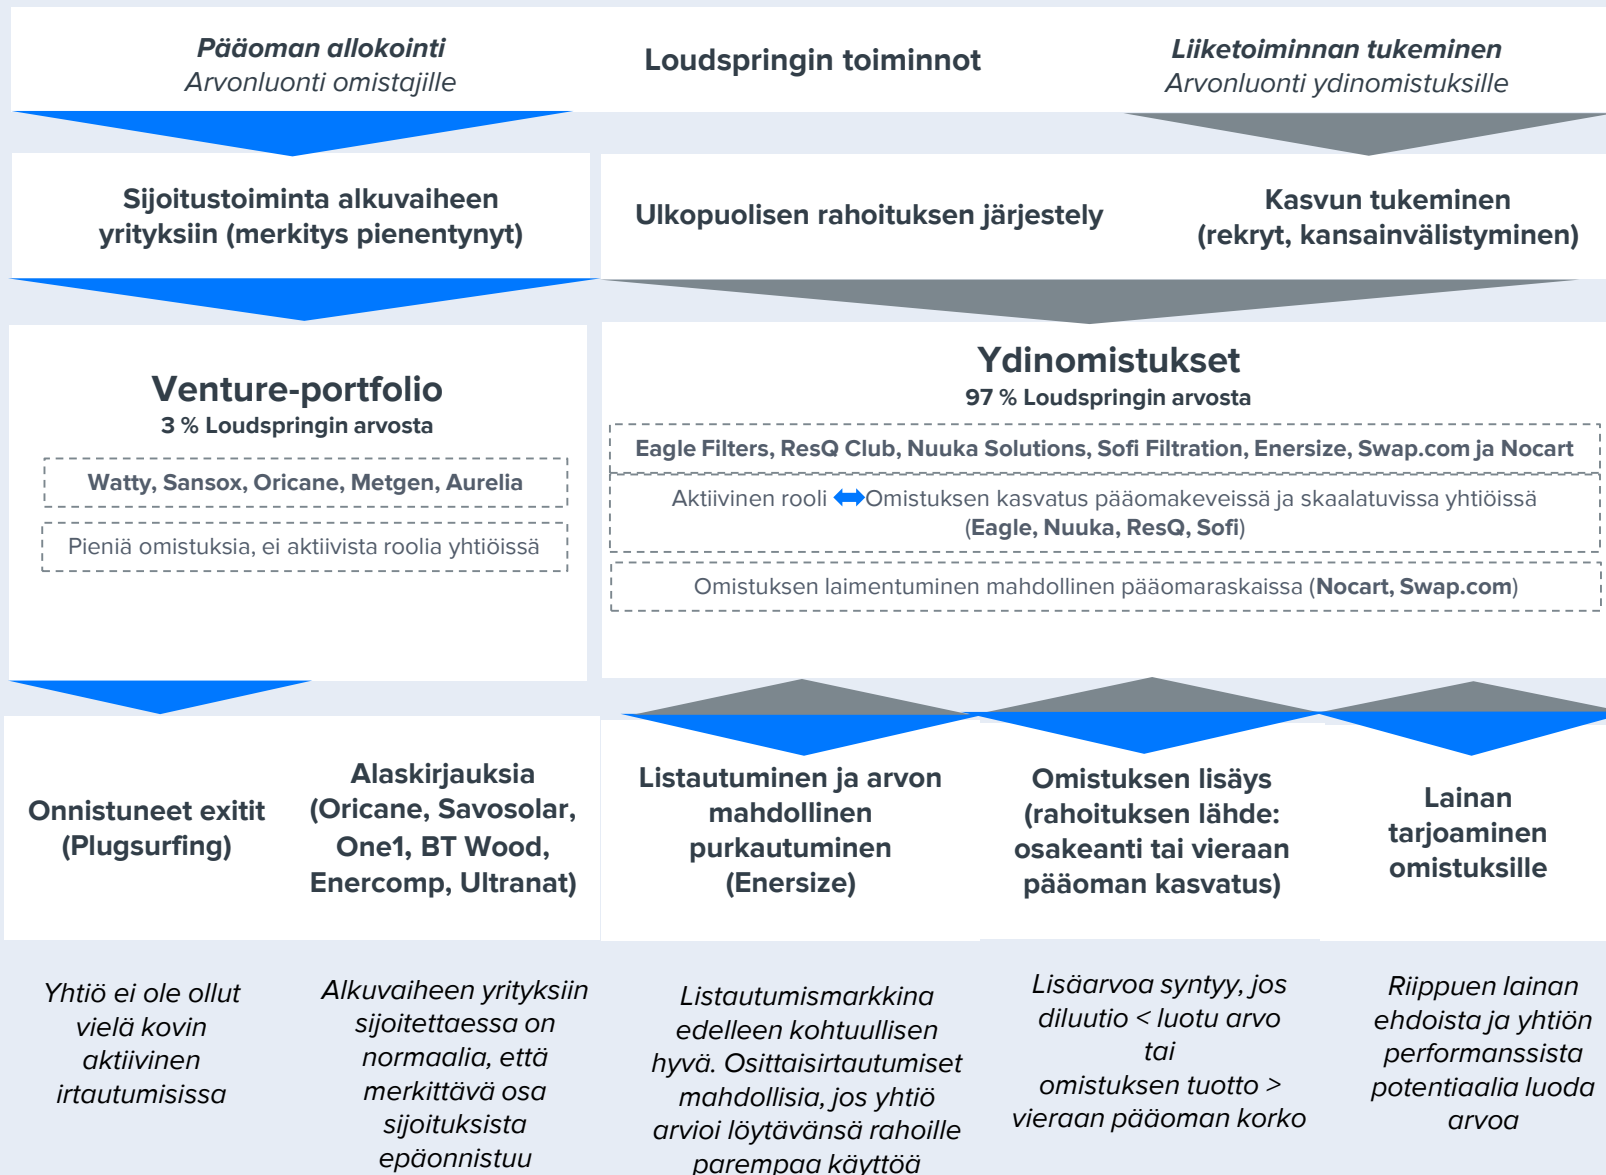 Pääoman allokointi
Arvonluonti omistajille
Loudspringin toiminnot
Liiketoiminnan tukeminen
Arvonluonti ydinomistuksille
Sijoitustoiminta alkuvaiheen
yrityksiin (merkitys pienentynyt)
Ulkopuolisen rahoituksen järjestely
Kasvun tukeminen
(rekryt, kansainvälistyminen)
Venture-portfolio
3 % Loudspringin arvosta
Watty, Sansox, Oricane, Metgen, Aurelia
Pieniä omistuksia, ei aktiivista roolia yhtiöissä
Ydinomistukset
97 % Loudspringin arvosta
Eagle Filters, ResQ Club, Nuuka Solutions, Sofi Filtration, Enersize, Swap.com ja Nocart
Aktiivinen rooli Omistuksen kasvatus pääomakeveissä ja skaalatuvissa yhtiöissä
(Eagle, Nuuka, ResQ, Sofi)
Omistuksen laimentuminen mahdollinen pääomaraskaissa (Nocart, Swap.com)
Onnistuneet exitit
(Plugsurfing)
Alaskirjauksia
(Oricane, Savosolar,
One1, BT Wood,
Enercomp, Ultranat)
Listautuminen ja arvon
mahdollinen
purkautuminen
(Enersize)
Omistuksen lisäys
(rahoituksen lähde:
osakeanti tai vieraan
pääoman kasvatus)
Lainan
tarjoaminen
omistuksille
Yhtiö ei ole ollut
vielä kovin
aktiivinen
irtautumisissa
Alkuvaiheen yrityksiin
sijoitettaessa on
normaalia, että
merkittävä osa
sijoituksista
epäonnistuu
Listautumismarkkina
edelleen kohtuullisen
hyvä. Osittaisirtautumiset
mahdollisia, jos yhtiö
arvioi löytävänsä rahoille
parempaa käyttöä
Lisäarvoa syntyy, jos
diluutio < luotu arvo
tai
omistuksen tuotto >
vieraan pääoman korko
Riippuen lainan
ehdoista ja yhtiön
performanssista
potentiaalia luoda
arvoa